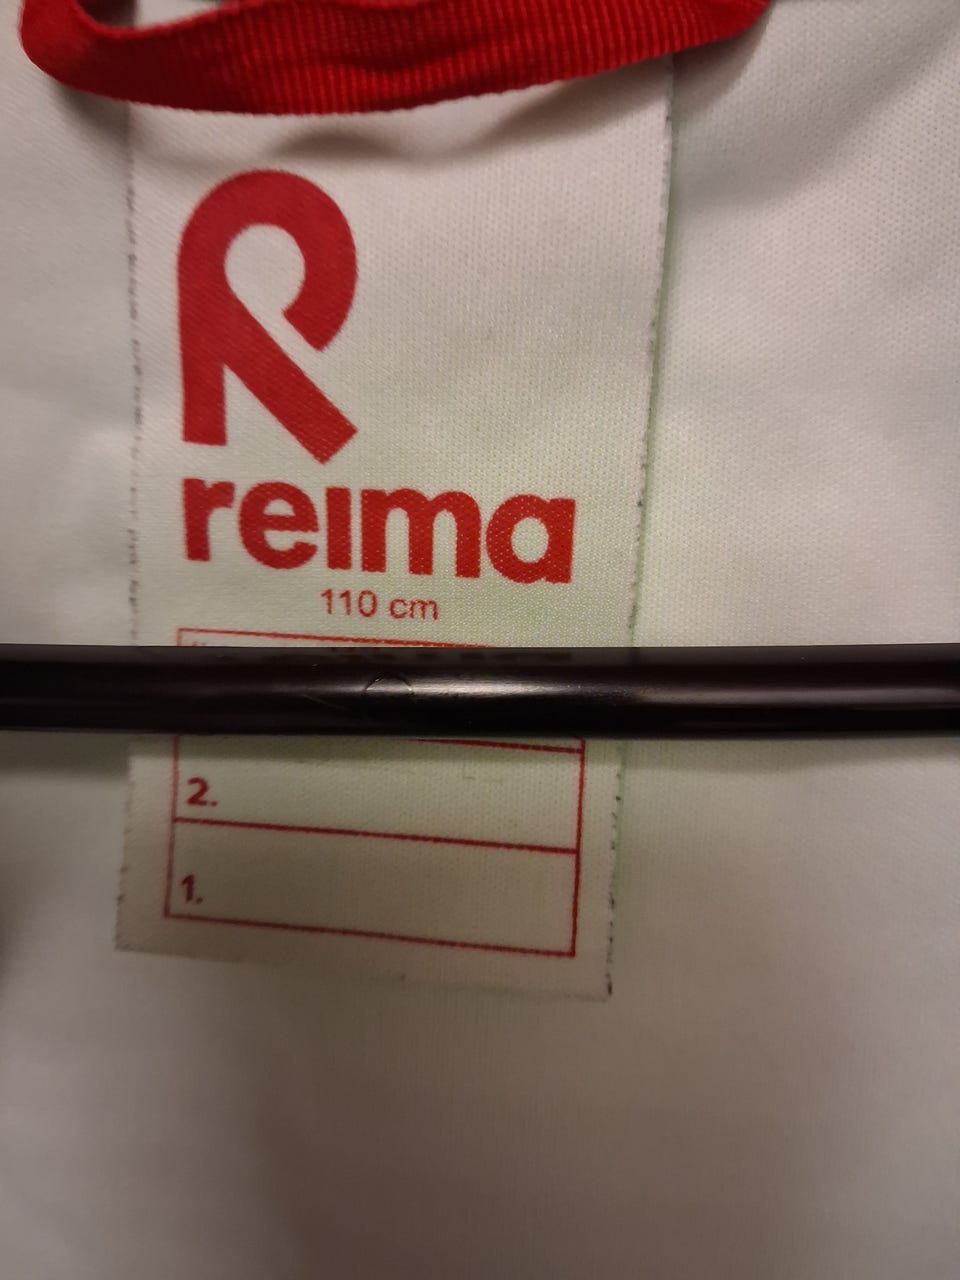 reima
110 cm
2.
1.